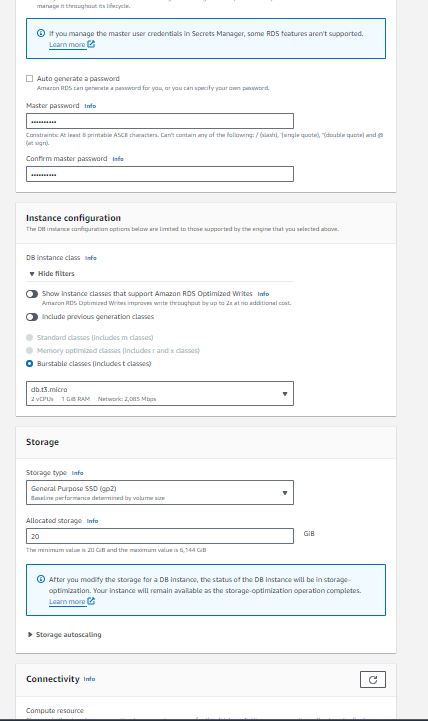 manage it throughout its lifecycle.
If you manage the master user credentials in Secrets Manager, some RDS features aren't supported.
Learn more
Auto generate a password
Amazon RDS can generate a password for you, or you can specify your own password.
Master password Info
••••••••••
Constraints: At least 8 printable ASCII characters. Can't contain any of the following: / (slash), '(single quote), "(double quote) and @
(at sign).
Confirm master password Info
••••••••••
Instance configuration
The DB instance configuration options below are limited to those supported by the engine that you selected above.
DB instance class Info
Hide filters
Show instance classes that support Amazon RDS Optimized Writes Info
Amazon RDS Optimized Writes improves write throughput by up to 2x at no additional cost.
Include previous generation classes
Standard classes (includes m classes)
Memory optimized classes (includes r and x classes)
Burstable classes (includes t classes)
db.t3.micro
2 vCPUs 1 GiB RAM Network: 2,085 Mbps
Storage
Storage type Info
General Purpose SSD (gp2)
Baseline performance determined by volume size
Allocated storage Info
20 GiB
The minimum value is 20 GiB and the maximum value is 6,144 GiB
After you modify the storage for a DB instance, the status of the DB instance will be in storage-
optimization. Your instance will remain available as the storage-optimization operation completes.
Learn more
Storage autoscaling
Connectivity Info
Compute resource